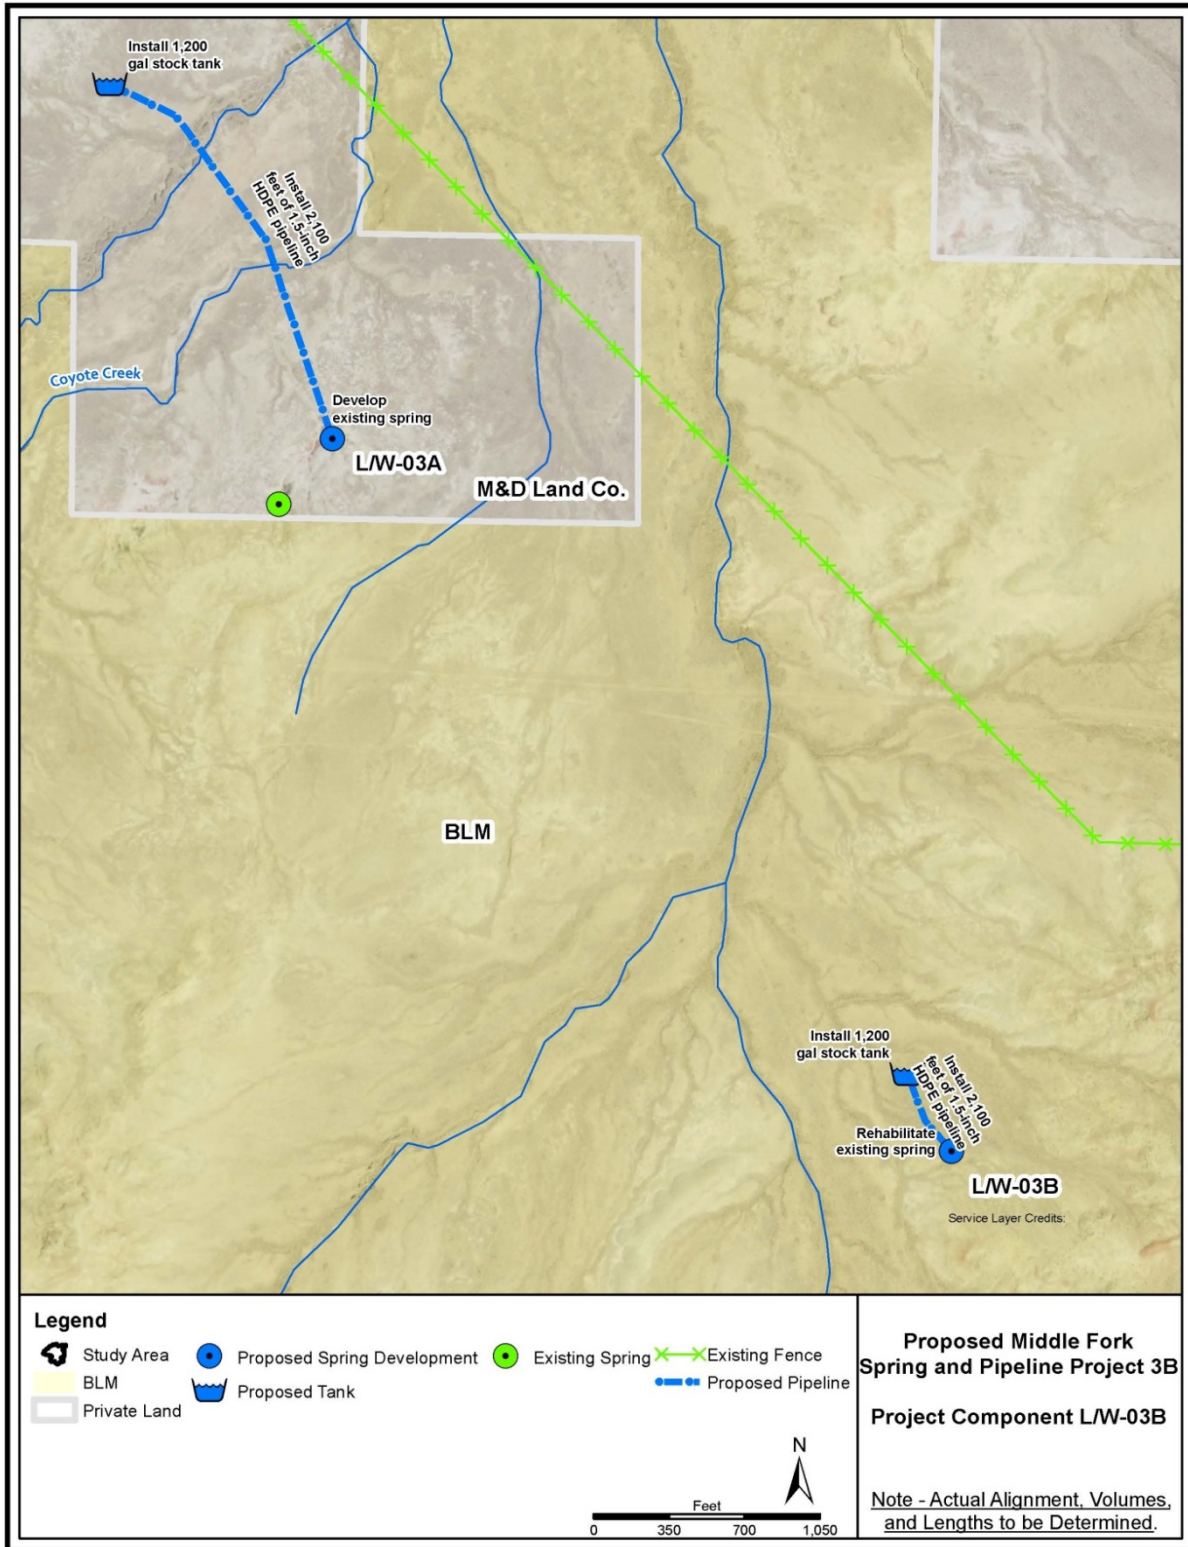 Install 1,200
gal stock tank
Install 2,100
feet of 1.5-inch
HDPE pipeline
Coyote Creek
Develop
existing spring
L/W-03A
M&D Land Co.
BLM
Install 1,200
gal stock tank
Install 2,100
feet of 1.5-inch
HDPE pipeline
Rehabilitate
existing spring
L/W-03B
Service Layer Credits:
Legend
Study Area
BLM
Private Land
Proposed Spring Development
Proposed Tank
Existing Spring
Existing Fence
Proposed Pipeline
N
Feet
0 350 700 1,050
Proposed Middle Fork
Spring and Pipeline Project 3B
Project Component L/W-03B
Note - Actual Alignment, Volumes,
and Lengths to be Determined.